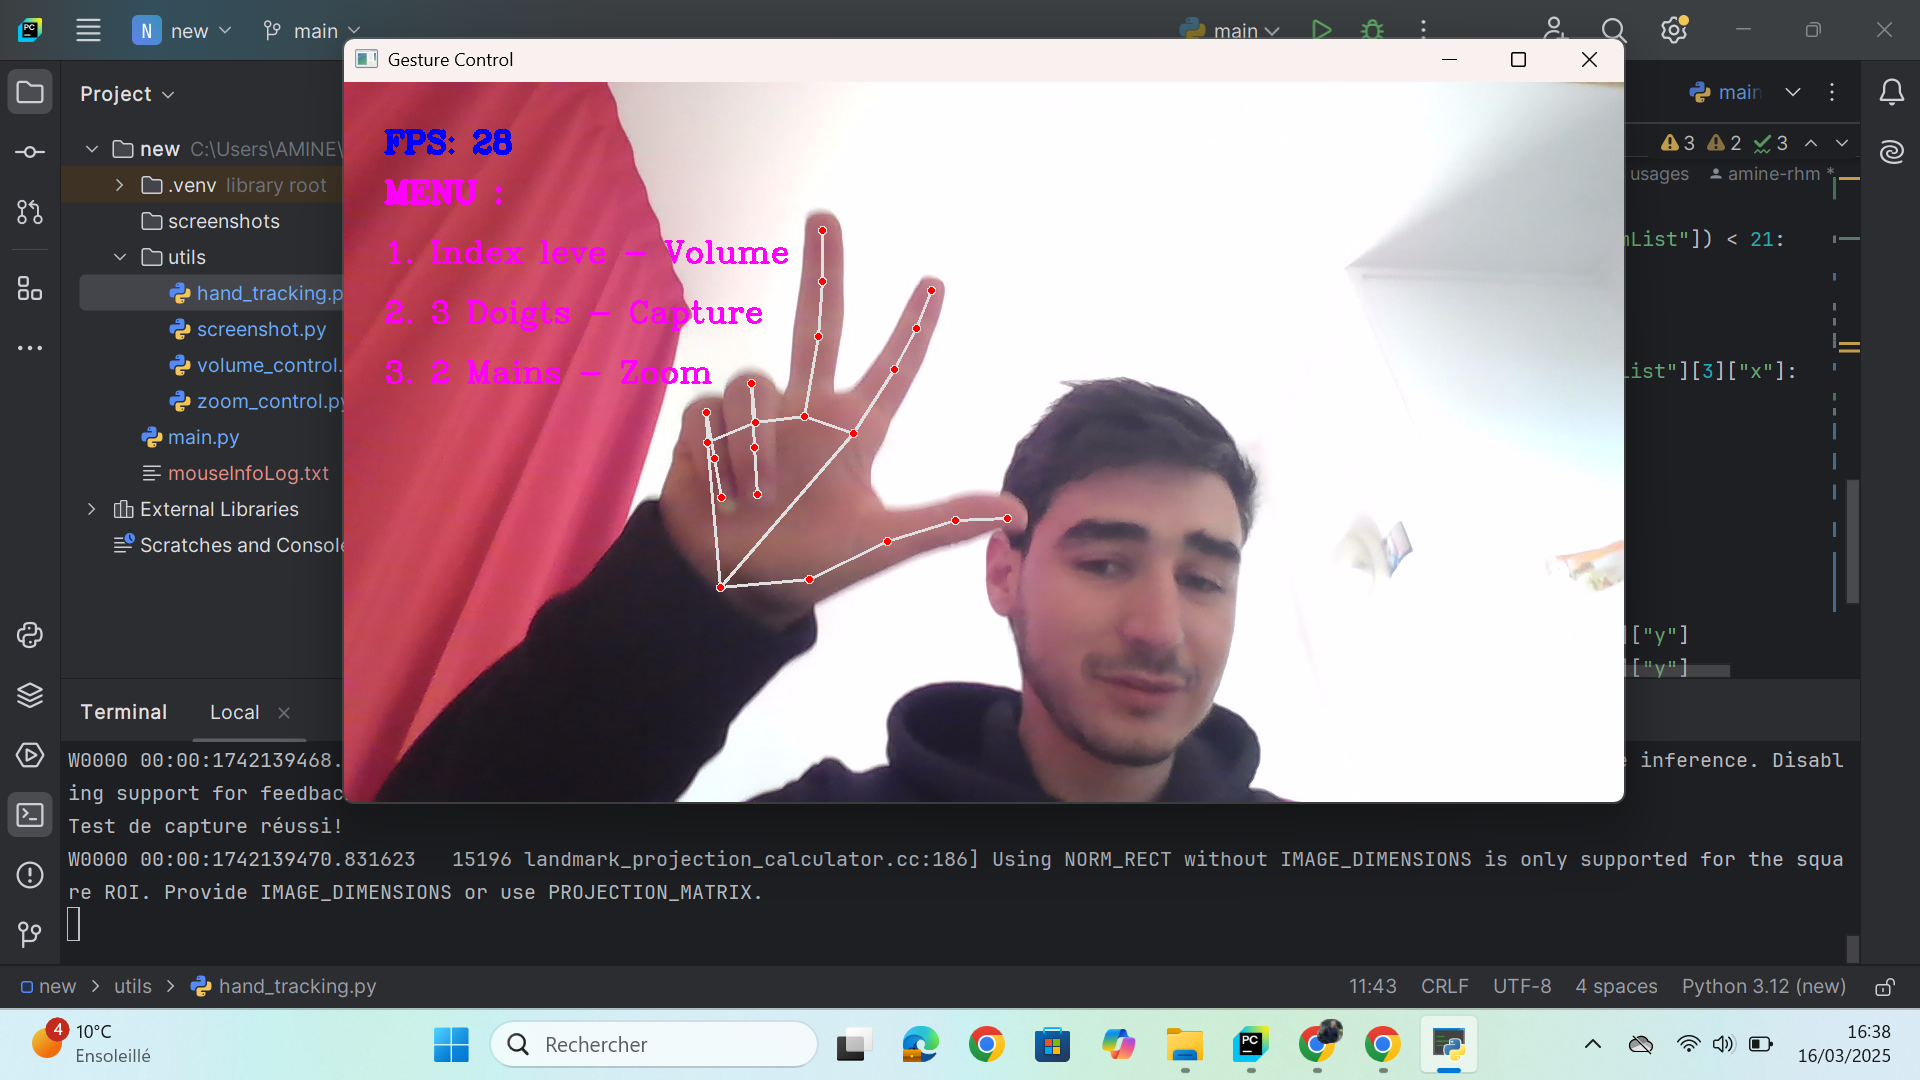 PC
N
new
main
main
Gesture Control
Project
main
FPS: 28
MENU :
1. Index leve - Volume
2. 3 Doigts - Capture
3. 2 Mains - Zoom
new C:\Users\AMINE\
.venv library root
screenshots
utils
hand_tracking.p
screenshot.py
volume_control.
zoom_control.py
main.py
mouseInfoLog.txt
External Libraries
Scratches and Console
3 2 3
usages amine-rhm *
List"]) < 21:
ist"][3]["x"]:
["y"]
["y"]
Terminal
Local
W0000 00:00:1742139468. inference. Disabl
ing support for feedbac
Test de capture réussi!
W0000 00:00:1742139470.831623 15196 landmark_projection_calculator.cc:186] Using NORM_RECT without IMAGE_DIMENSIONS is only supported for the squa
re ROI. Provide IMAGE_DIMENSIONS or use PROJECTION_MATRIX.
new > utils > hand_tracking.py
11:43 CRLF UTF-8 4 spaces Python 3.12 (new)
4
10°C
Ensoleillé
Rechercher
PC
16:38
16/03/2025